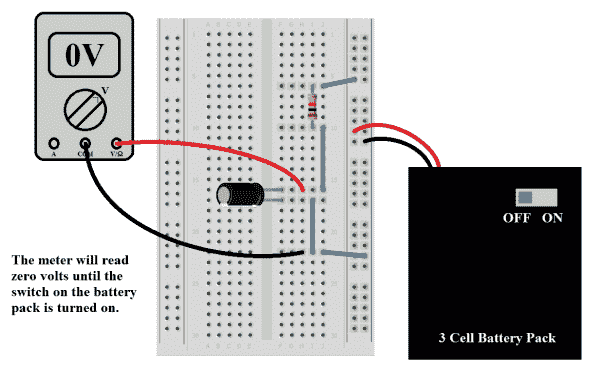 0V
V
A COM V/Ω
OFF ON
The meter will read
zero volts until the
switch on the battery
pack is turned on.
3 Cell Battery Pack